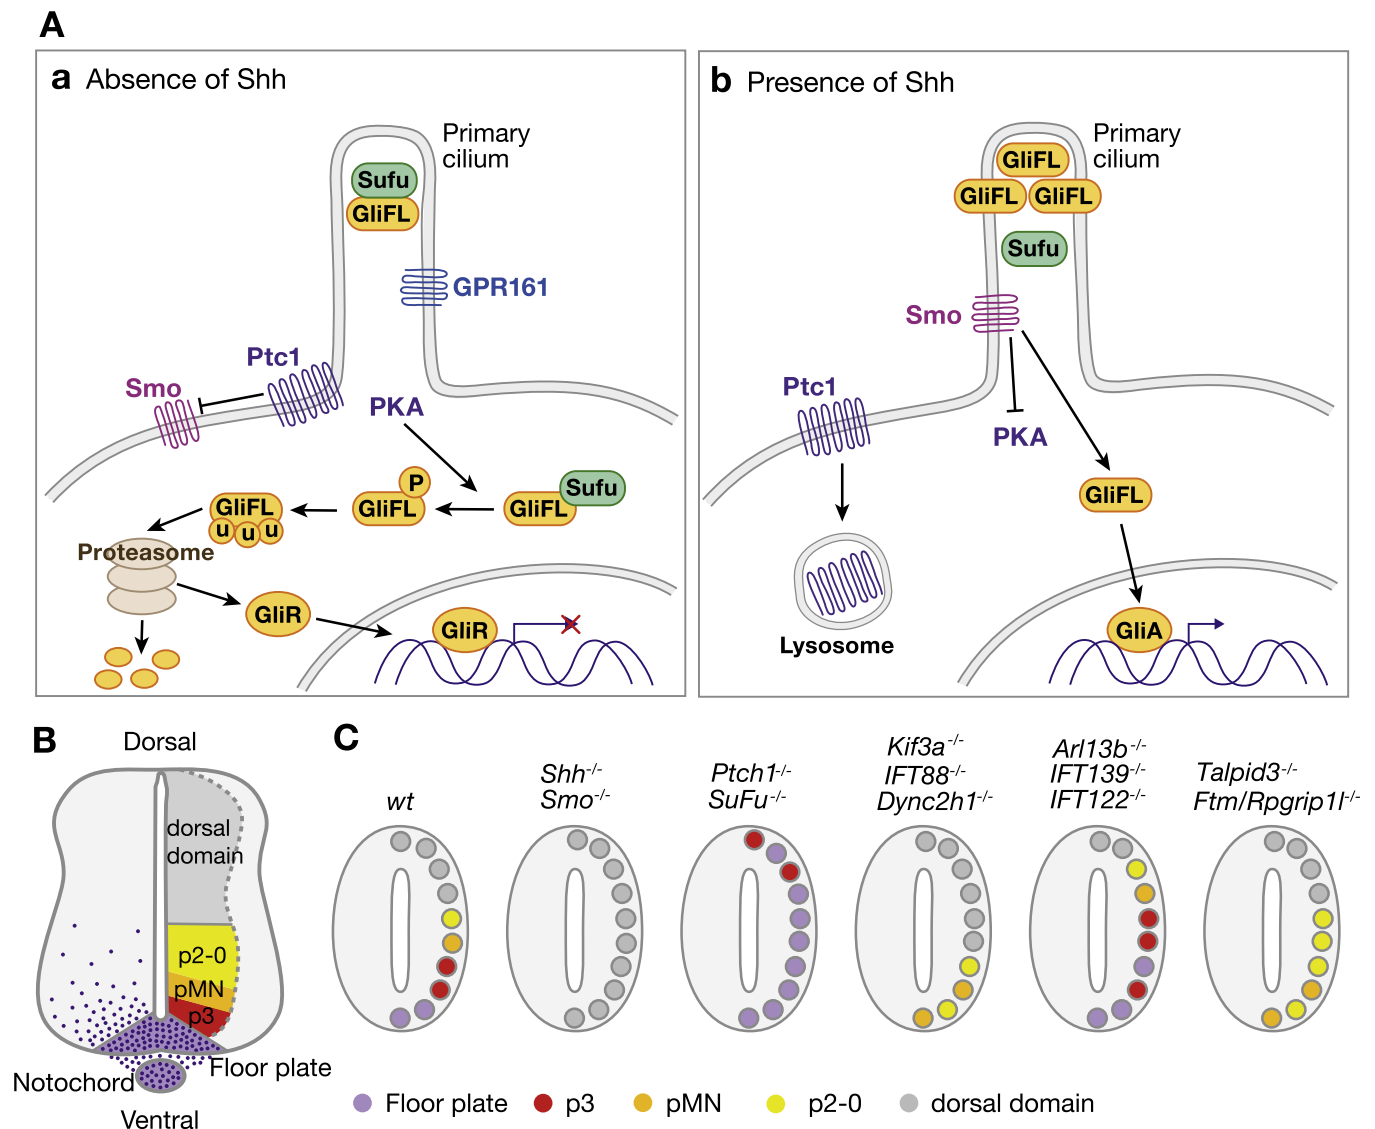 A
a Absence of Shh
Primary
cilium
Sufu
GliFL
GPR161
Ptc1
Smo
PKA
P
Sufu
GliFL
GliFL
GliFL
u u u
Proteasome
GliR
GliR
b Presence of Shh
Primary
cilium
GliFL
GliFL GliFL
Sufu
Smo
Ptc1
PKA
GliFL
Lysosome
GliA
B
Dorsal
dorsal
domain
p2-0
pMN
p3
Floor plate
Notochord
Ventral
C
wt
Shh-/-
Smo-/-
Ptch1-/-
SuFu-/-
Kif3a-/-
IFT88-/-
Dync2h1-/-
Arl13b-/-
IFT139-/-
IFT122-/-
Talpid3-/-
Ftm/Rpgrip1l-/-
Floor plate p3 pMN p2-0 dorsal domain